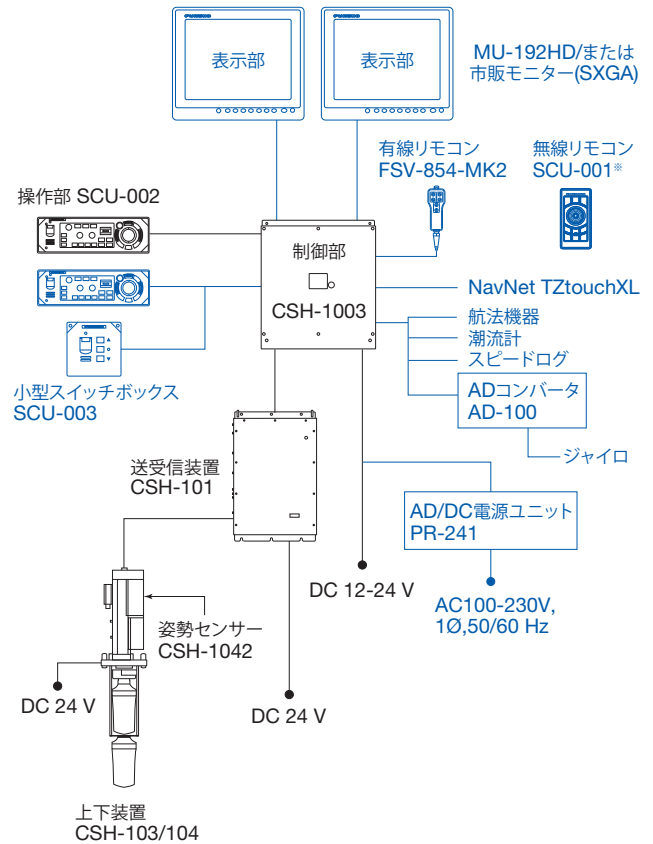 表示部
表示部
MU-192HD/または
市販モニター(SXGA)
有線リモコン
FSV-854-MK2
無線リモコン
SCU-001※
操作部 SCU-002
制御部
CSH-1003
NavNet TZtouchXL
航法機器
潮流計
スピードログ
ADコンバータ
AD-100
ジャイロ
小型スイッチボックス
SCU-003
送受信装置
CSH-101
AD/DC電源ユニット
PR-241
DC 12-24 V
AC100-230V,
1Ø,50/60 Hz
姿勢センサー
CSH-1042
DC 24 V
DC 24 V
上下装置
CSH-103/104